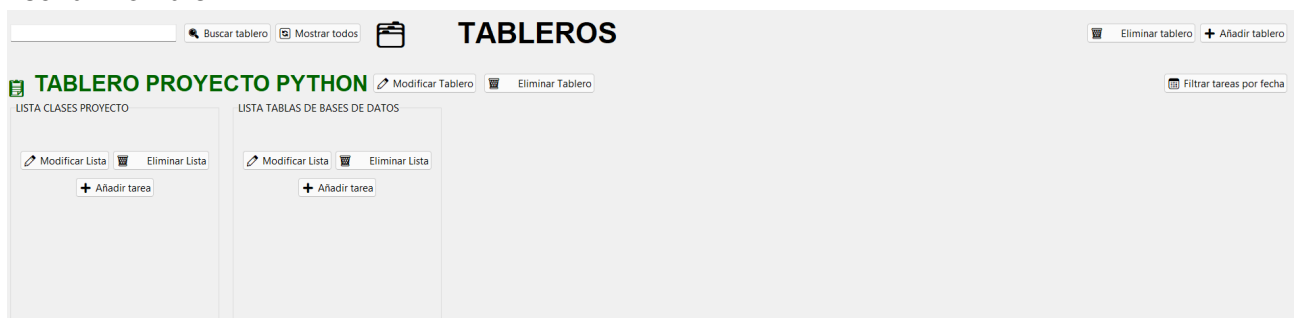 Buscar tablero Mostrar todos TABLEROS Eliminar tablero Añadir tablero
TABLERO PROYECTO PYTHON Modificar Tablero Eliminar Tablero Filtrar tareas por fecha
LISTA CLASES PROYECTO LISTA TABLAS DE BASES DE DATOS
Modificar Lista Eliminar Lista Modificar Lista Eliminar Lista
Añadir tarea Añadir tarea